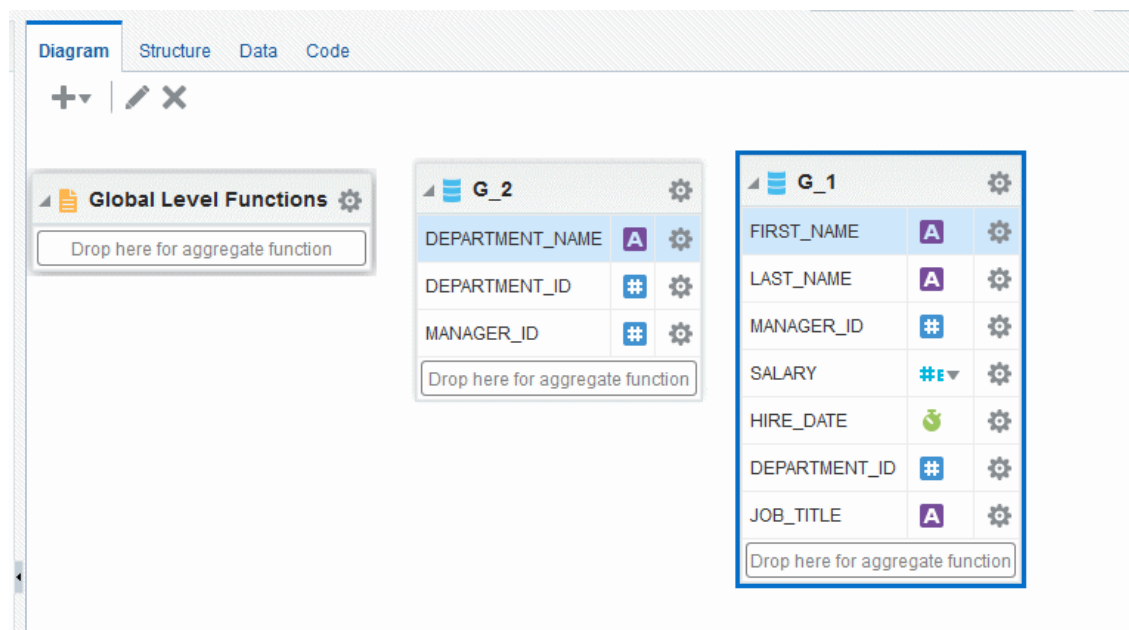 Diagram Structure Data Code
Global Level Functions
Drop here for aggregate function
G_2
DEPARTMENT_NAME A
DEPARTMENT_ID #
MANAGER_ID #
Drop here for aggregate function
G_1
FIRST_NAME A
LAST_NAME A
MANAGER_ID #
SALARY #E
HIRE_DATE
DEPARTMENT_ID #
JOB_TITLE A
Drop here for aggregate function